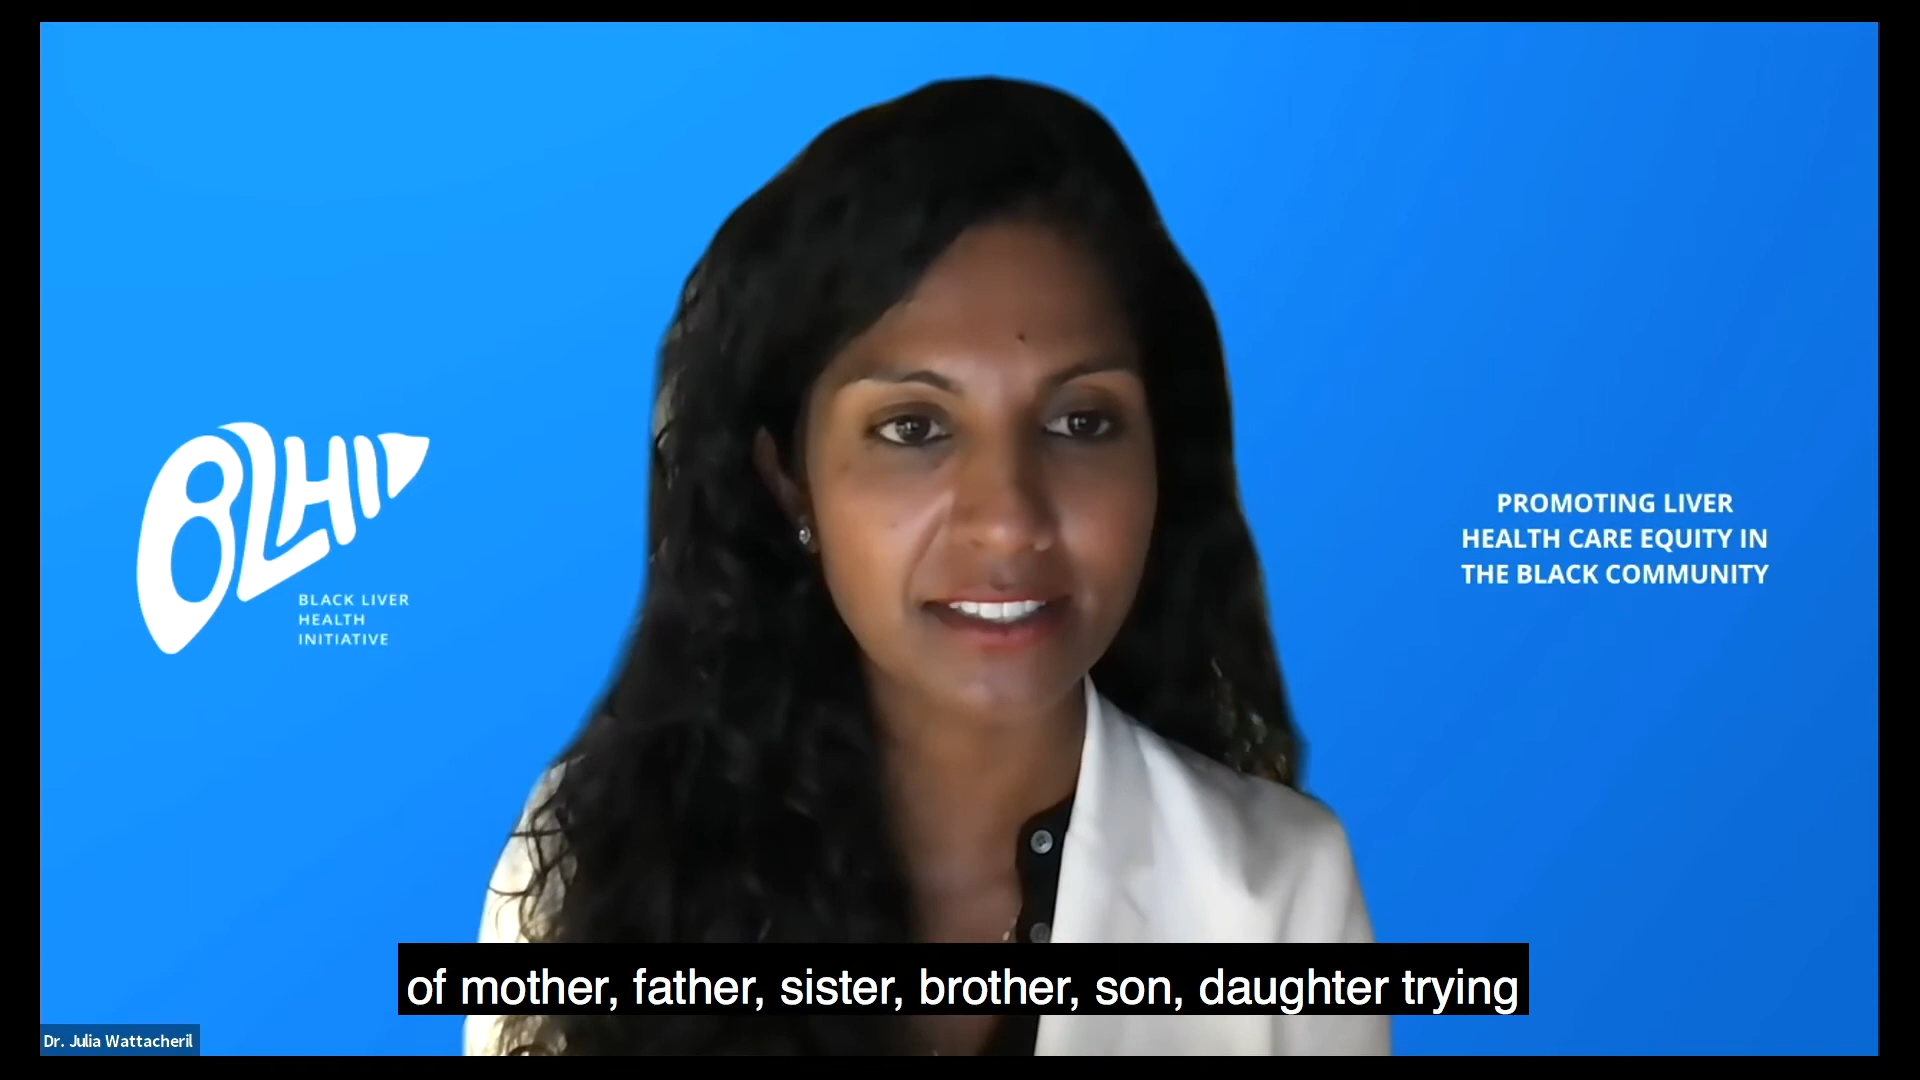 BLHI
BLACK LIVER
HEALTH
INITIATIVE
PROMOTING LIVER
HEALTH CARE EQUITY IN
THE BLACK COMMUNITY
of mother, father, sister, brother, son, daughter trying
Dr. Julia Wattacheril